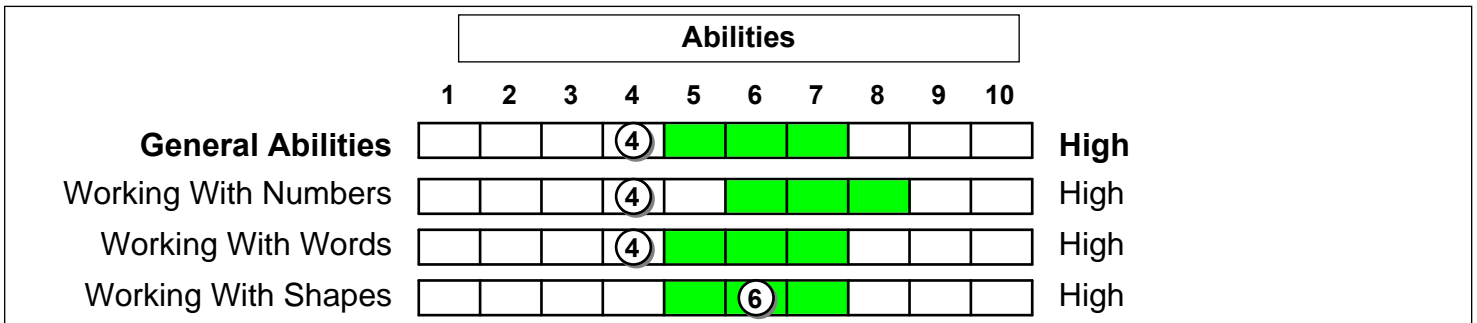 Abilities
1 2 3 4 5 6 7 8 9 10
General Abilities 4 High
Working With Numbers 4 High
Working With Words 4 High
Working With Shapes 6 High